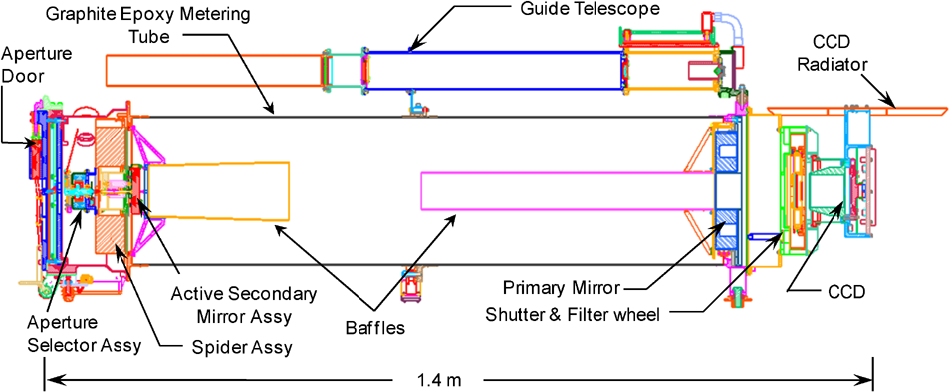 Graphite Epoxy Metering
Tube
Guide Telescope
Aperture
Door
CCD
Radiator
Aperture
Selector Assy
Spider Assy
Active Secondary
Mirror Assy
Baffles
Primary Mirror
Shutter & Filter wheel
CCD
1.4 m